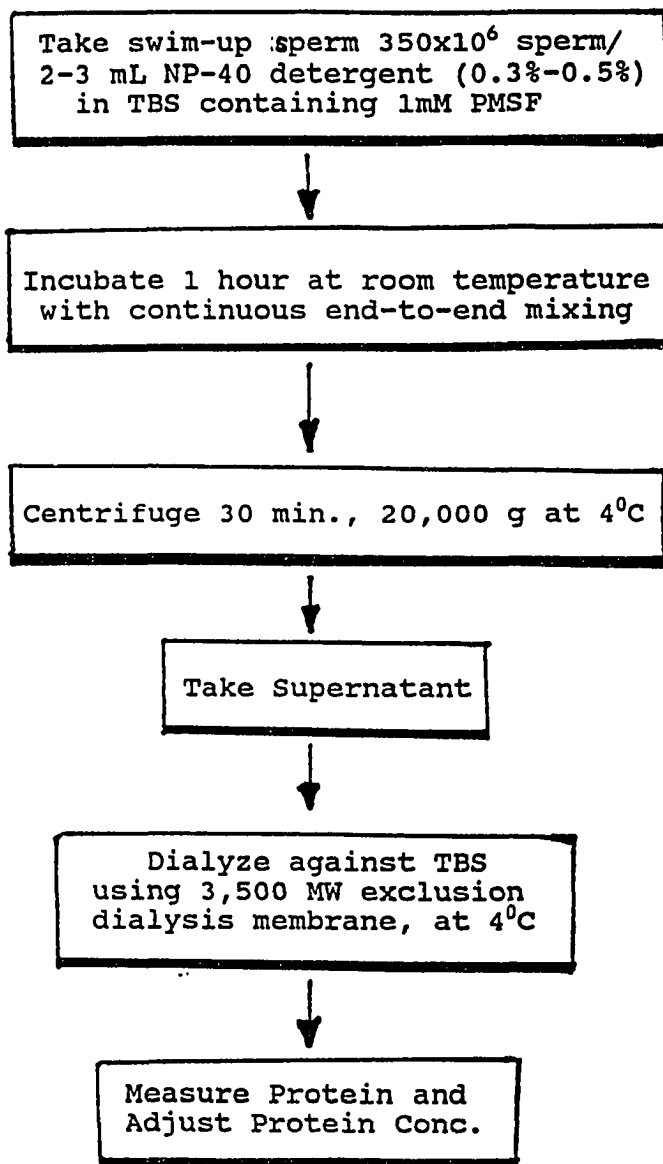 Take swim-up sperm 350x10⁶ sperm/
2-3 mL NP-40 detergent (0.3%-0.5%)
in TBS containing 1mM PMSF
Incubate 1 hour at room temperature
with continuous end-to-end mixing
Centrifuge 30 min., 20,000 g at 4⁰C
Take Supernatant
Dialyze against TBS
using 3,500 MW exclusion
dialysis membrane, at 4⁰C
Measure Protein and
Adjust Protein Conc.